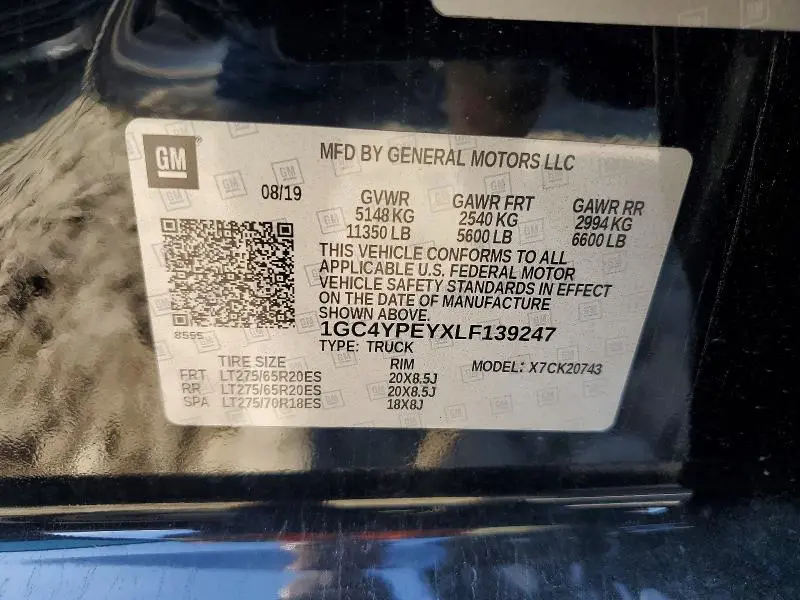 GM
MFD BY GENERAL MOTORS LLC
08/19
GVWR GAWR FRT GAWR RR
5148 KG 2540 KG 2994 KG
11350 LB 5600 LB 6600 LB
THIS VEHICLE CONFORMS TO ALL
APPLICABLE U.S. FEDERAL MOTOR
VEHICLE SAFETY STANDARDS IN EFFECT
ON THE DATE OF MANUFACTURE
SHOWN ABOVE.
8555
1GC4YPEYXLF139247
TYPE: TRUCK
TIRE SIZE RIM MODEL: X7CK20743
FRT LT275/65R20ES 20X8.5J
RR LT275/65R20ES 20X8.5J
SPA LT275/70R18ES 18X8J